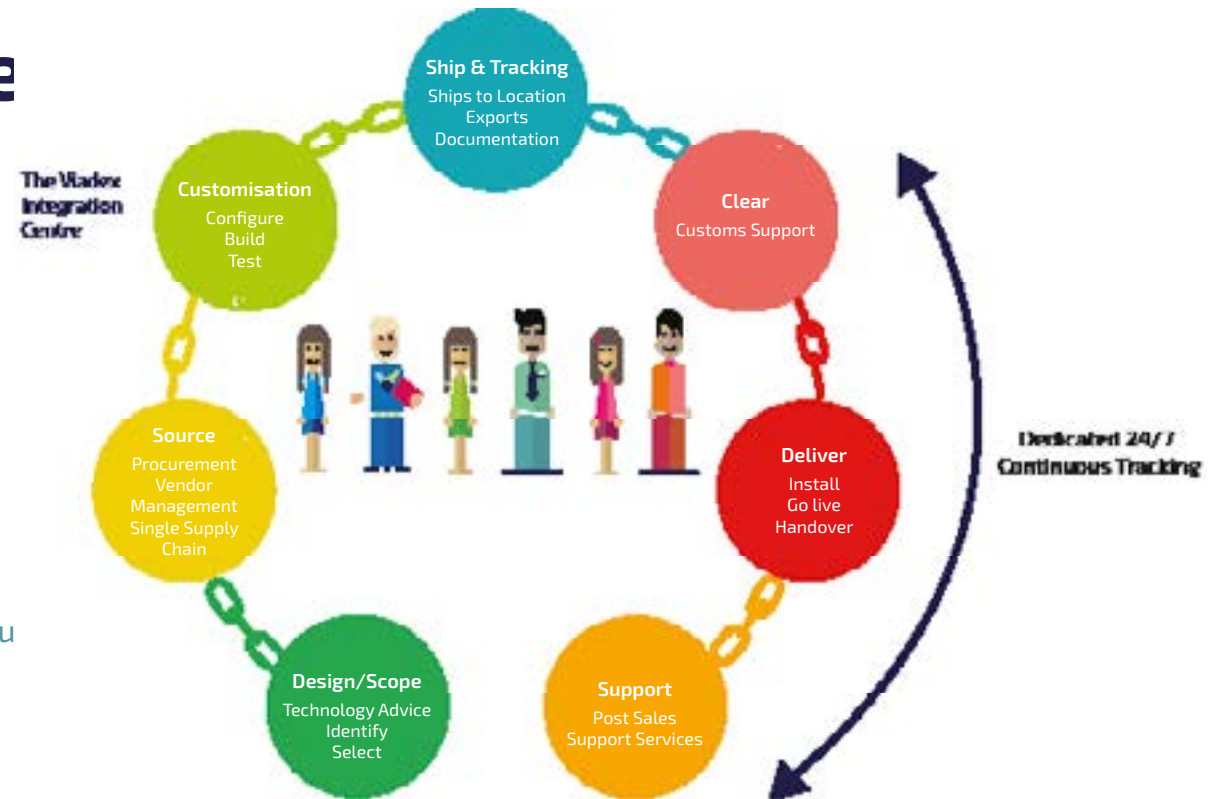 e
Ship & Tracking
Ships to Location
Exports
Documentation
The Viadex
Integration
Centre
Customisation
Configure
Build
Test
Clear
Customs Support
Source
Procurement
Vendor
Management
Single Supply
Chain
Deliver
Install
Go live
Handover
Dedicated 24/7
Continuous Tracking
u
Design/Scope
Technology Advice
Identify
Select
Support
Post Sales
Support Services